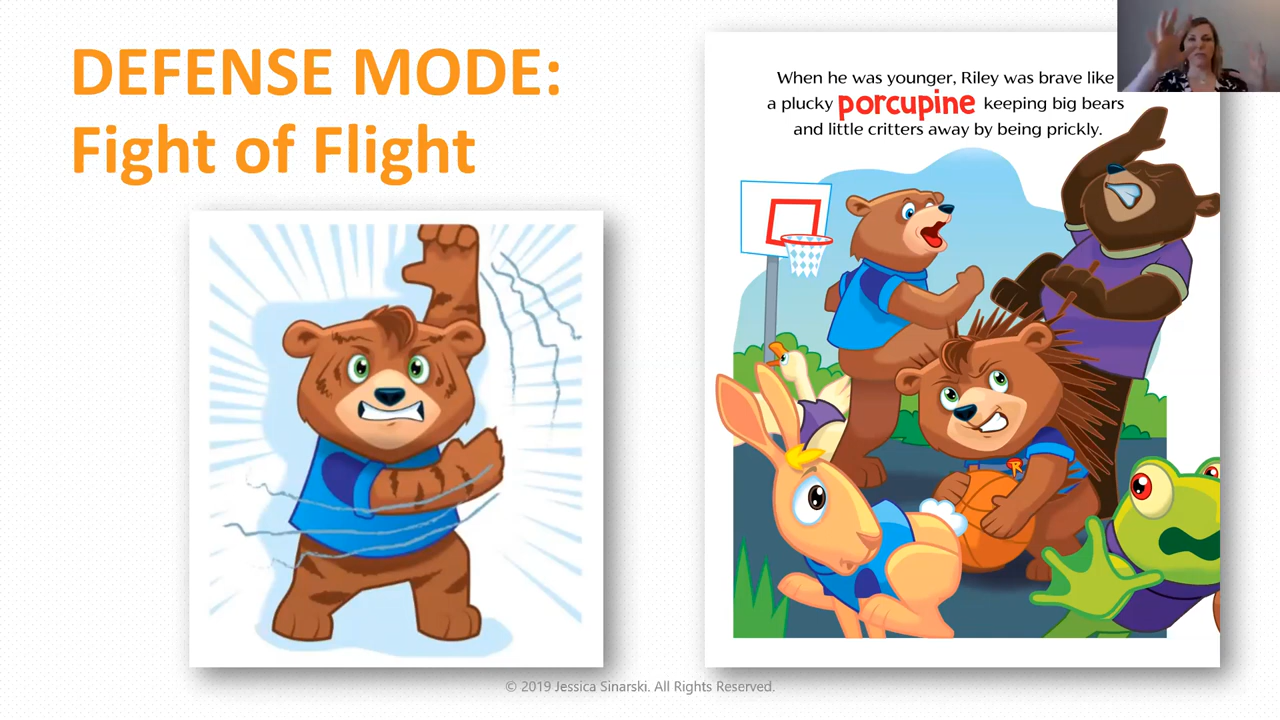 DEFENSE MODE:
Fight of Flight
When he was younger, Riley was brave like
a plucky porcupine keeping big bears
and little critters away by being prickly.
R
© 2019 Jessica Sinarski. All Rights Reserved.